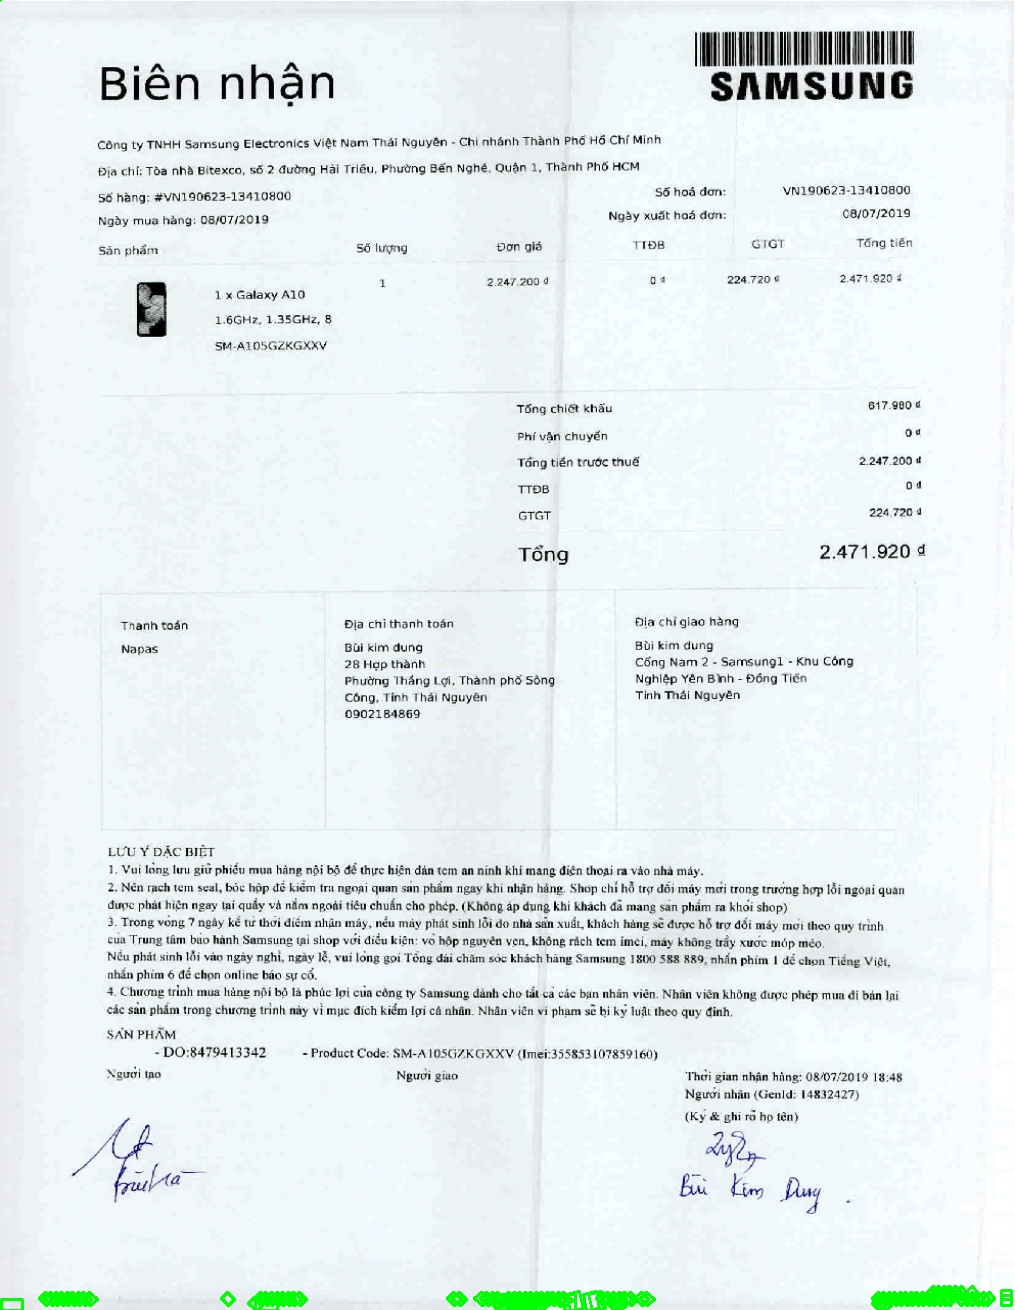 Biên nhận
SAMSUNG
Công ty TNHH Samsung Electronics Việt Nam Thái Nguyên - Chi nhánh Thành Phố Hồ Chí Minh
Địa chỉ: Tòa nhà Bitexco, số 2 đường Hải Triều, Phường Bến Nghé, Quận 1, Thành Phố HCM
Số hàng: #VN190623-13410800
Số hoá đơn: VN190623-13410800
Ngày mua hàng: 08/07/2019
Ngày xuất hoá đơn: 08/07/2019
Sản phẩm Số lượng Đơn giá TTĐB GTGT Tổng tiền
1 x Galaxy A10 1 2.247.200 đ 0 đ 224.720 đ 2.471.920 đ
1.6GHz, 1.35GHz, 8
SM-A105GZKGXXV
Tổng chiết khấu 617.980 đ
Phí vận chuyển 0 đ
Tổng tiền trước thuế 2.247.200 đ
TTĐB 0 đ
GTGT 224.720 đ
Tổng 2.471.920 đ
Thanh toán
Napas
Địa chỉ thanh toán
Bùi kim dung
28 Hợp thành
Phường Thắng Lợi, Thành phố Sông
Công, Tỉnh Thái Nguyên
0902184869
Địa chỉ giao hàng
Bùi kim dung
Cổng Nam 2 - Samsung1 - Khu Công
Nghiệp Yên Bình - Đồng Tiến
Tỉnh Thái Nguyên
LƯU Ý ĐẶC BIỆT
1. Vui lòng lưu giữ phiếu mua hàng nội bộ để thực hiện dán tem an ninh khi mang điện thoại ra vào nhà máy.
2. Nên rạch tem seal, bóc hộp để kiểm tra ngoại quan sản phẩm ngay khi nhận hàng. Shop chỉ hỗ trợ đổi máy mới trong trường hợp lỗi ngoại quan
được phát hiện ngay tại quầy và nằm ngoài tiêu chuẩn cho phép. (Không áp dụng khi khách đã mang sản phẩm ra khỏi shop)
3. Trong vòng 7 ngày kể từ thời điểm nhận máy, nếu máy phát sinh lỗi do nhà sản xuất, khách hàng sẽ được hỗ trợ đổi máy mới theo quy trình
của Trung tâm bảo hành Samsung tại shop với điều kiện: vỏ hộp nguyên vẹn, không rách tem imei, máy không trầy xước móp méo.
Nếu phát sinh lỗi vào ngày nghỉ, ngày lễ, vui lòng gọi Tổng đài chăm sóc khách hàng Samsung 1800 588 889, nhấn phím 1 để chọn Tiếng Việt,
nhấn phím 6 để chọn online báo sự cố.
4. Chương trình mua hàng nội bộ là phúc lợi của công ty Samsung dành cho tất cả các bạn nhân viên. Nhân viên không được phép mua đi bán lại
các sản phẩm trong chương trình này vì mục đích kiếm lợi cá nhân. Nhân viên vi phạm sẽ bị kỷ luật theo quy định.
SẢN PHẨM
- DO:8479413342 - Product Code: SM-A105GZKGXXV (Imei:355853107859160)
Người tạo
Người giao
Thời gian nhận hàng: 08/07/2019 18:48
Người nhận (GenId: 14832427)
(Ký & ghi rõ họ tên)
Bùi Kim Dung